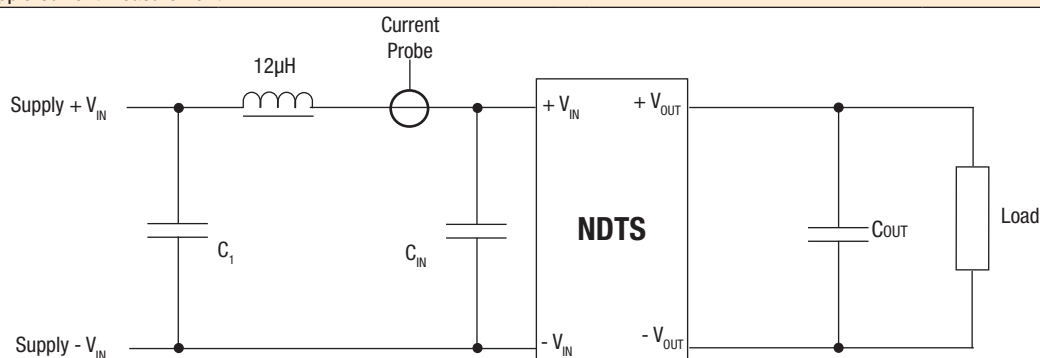 Current
Probe
12µH
Supply + V_IN
+ V_IN
+ V_OUT
NDTS
C_1
C_IN
COUT
Load
Supply - V_IN
- V_IN
- V_OUT